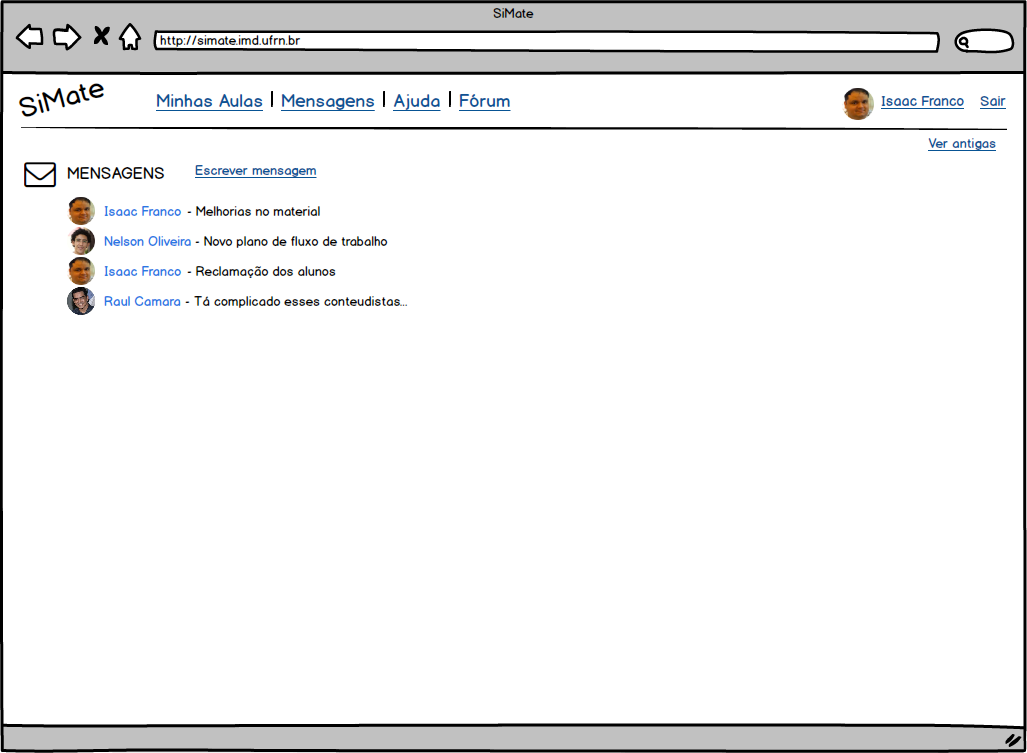 SiMate
http://simate.imd.ufrn.br
SiMate
Minhas Aulas | Mensagens | Ajuda | Fórum
Isaac Franco Sair
Ver antigas
MENSAGENS Escrever mensagem
Isaac Franco - Melhorias no material
Nelson Oliveira - Novo plano de fluxo de trabalho
Isaac Franco - Reclamação dos alunos
Raul Camara - Tá complicado esses conteudistas...